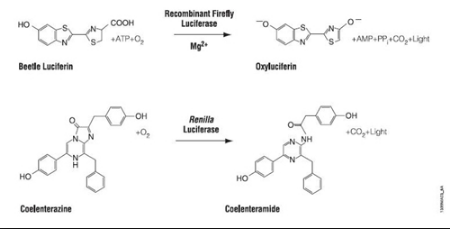 HO
COOH
N
S
N
S
+ATP+O2
Beetle Luciferin
Recombinant Firefly
Luciferase
Mg2+
−O
O−
N
S
N
S
+AMP+PPi+CO2+Light
Oxyluciferin
O
OH
N
N
N
H
HO
+O2
Coelenterazine
Renilla
Luciferase
OH
O
NH
N
N
HO
+CO2+Light
Coelenteramide